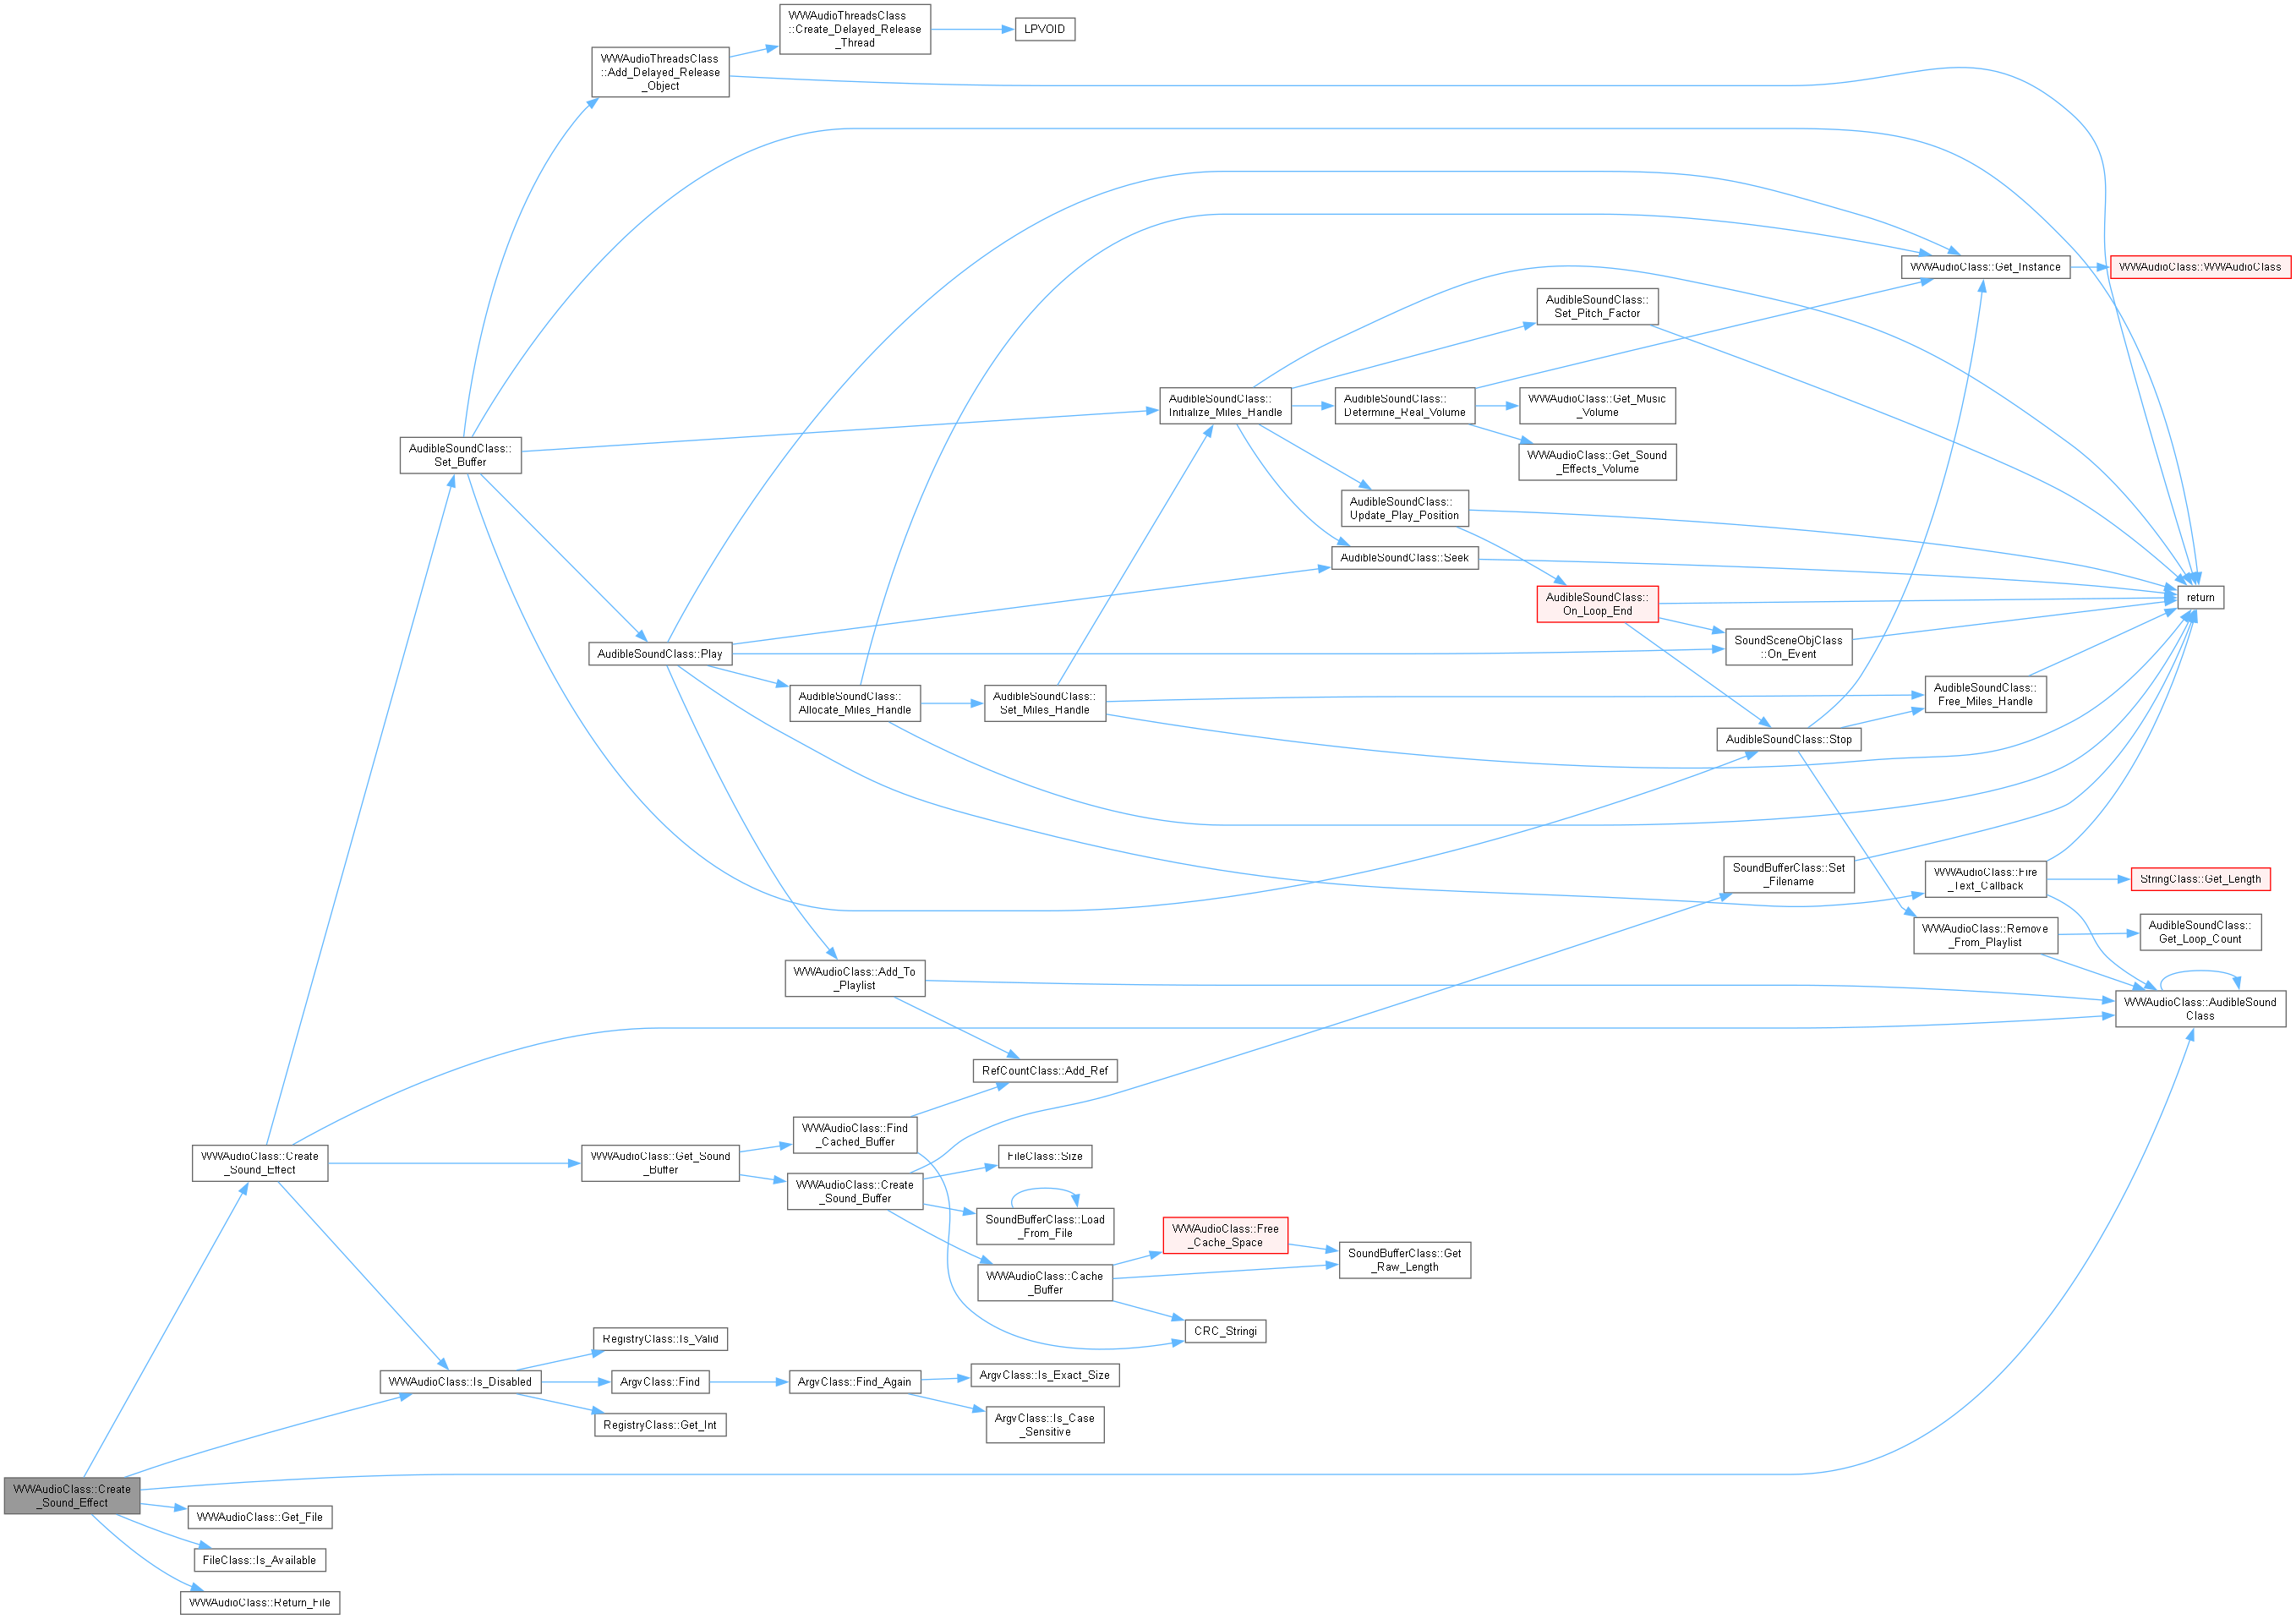 WWAudioThreadsClass
::Create_Delayed_Release
_Thread
LPVOID
WWAudioThreadsClass
::Add_Delayed_Release
_Object
WWAudioClass::Get_Instance
WWAudioClass::WWAudioClass
AudibleSoundClass::
Set_Pitch_Factor
AudibleSoundClass::
Initialize_Miles_Handle
AudibleSoundClass::
Determine_Real_Volume
WWAudioClass::Get_Music
_Volume
AudibleSoundClass::
Set_Buffer
WWAudioClass::Get_Sound
_Effects_Volume
AudibleSoundClass::
Update_Play_Position
AudibleSoundClass::Seek
AudibleSoundClass::
On_Loop_End
return
AudibleSoundClass::Play
SoundSceneObjClass
::On_Event
AudibleSoundClass::
Allocate_Miles_Handle
AudibleSoundClass::
Set_Miles_Handle
AudibleSoundClass::
Free_Miles_Handle
AudibleSoundClass::Stop
SoundBufferClass::Set
_Filename
WWAudioClass::Fire
_Text_Callback
StringClass::Get_Length
WWAudioClass::Remove
_From_Playlist
AudibleSoundClass::
Get_Loop_Count
WWAudioClass::Add_To
_Playlist
WWAudioClass::AudibleSound
Class
RefCountClass::Add_Ref
WWAudioClass::Create
_Sound_Effect
WWAudioClass::Get_Sound
_Buffer
WWAudioClass::Find
_Cached_Buffer
FileClass::Size
WWAudioClass::Create
_Sound_Buffer
SoundBufferClass::Load
_From_File
WWAudioClass::Free
_Cache_Space
SoundBufferClass::Get
_Raw_Length
WWAudioClass::Cache
_Buffer
CRC_Stringi
RegistryClass::Is_Valid
WWAudioClass::Is_Disabled
ArgvClass::Find
ArgvClass::Find_Again
ArgvClass::Is_Exact_Size
RegistryClass::Get_Int
ArgvClass::Is_Case
_Sensitive
WWAudioClass::Create
_Sound_Effect
WWAudioClass::Get_File
FileClass::Is_Available
WWAudioClass::Return_File